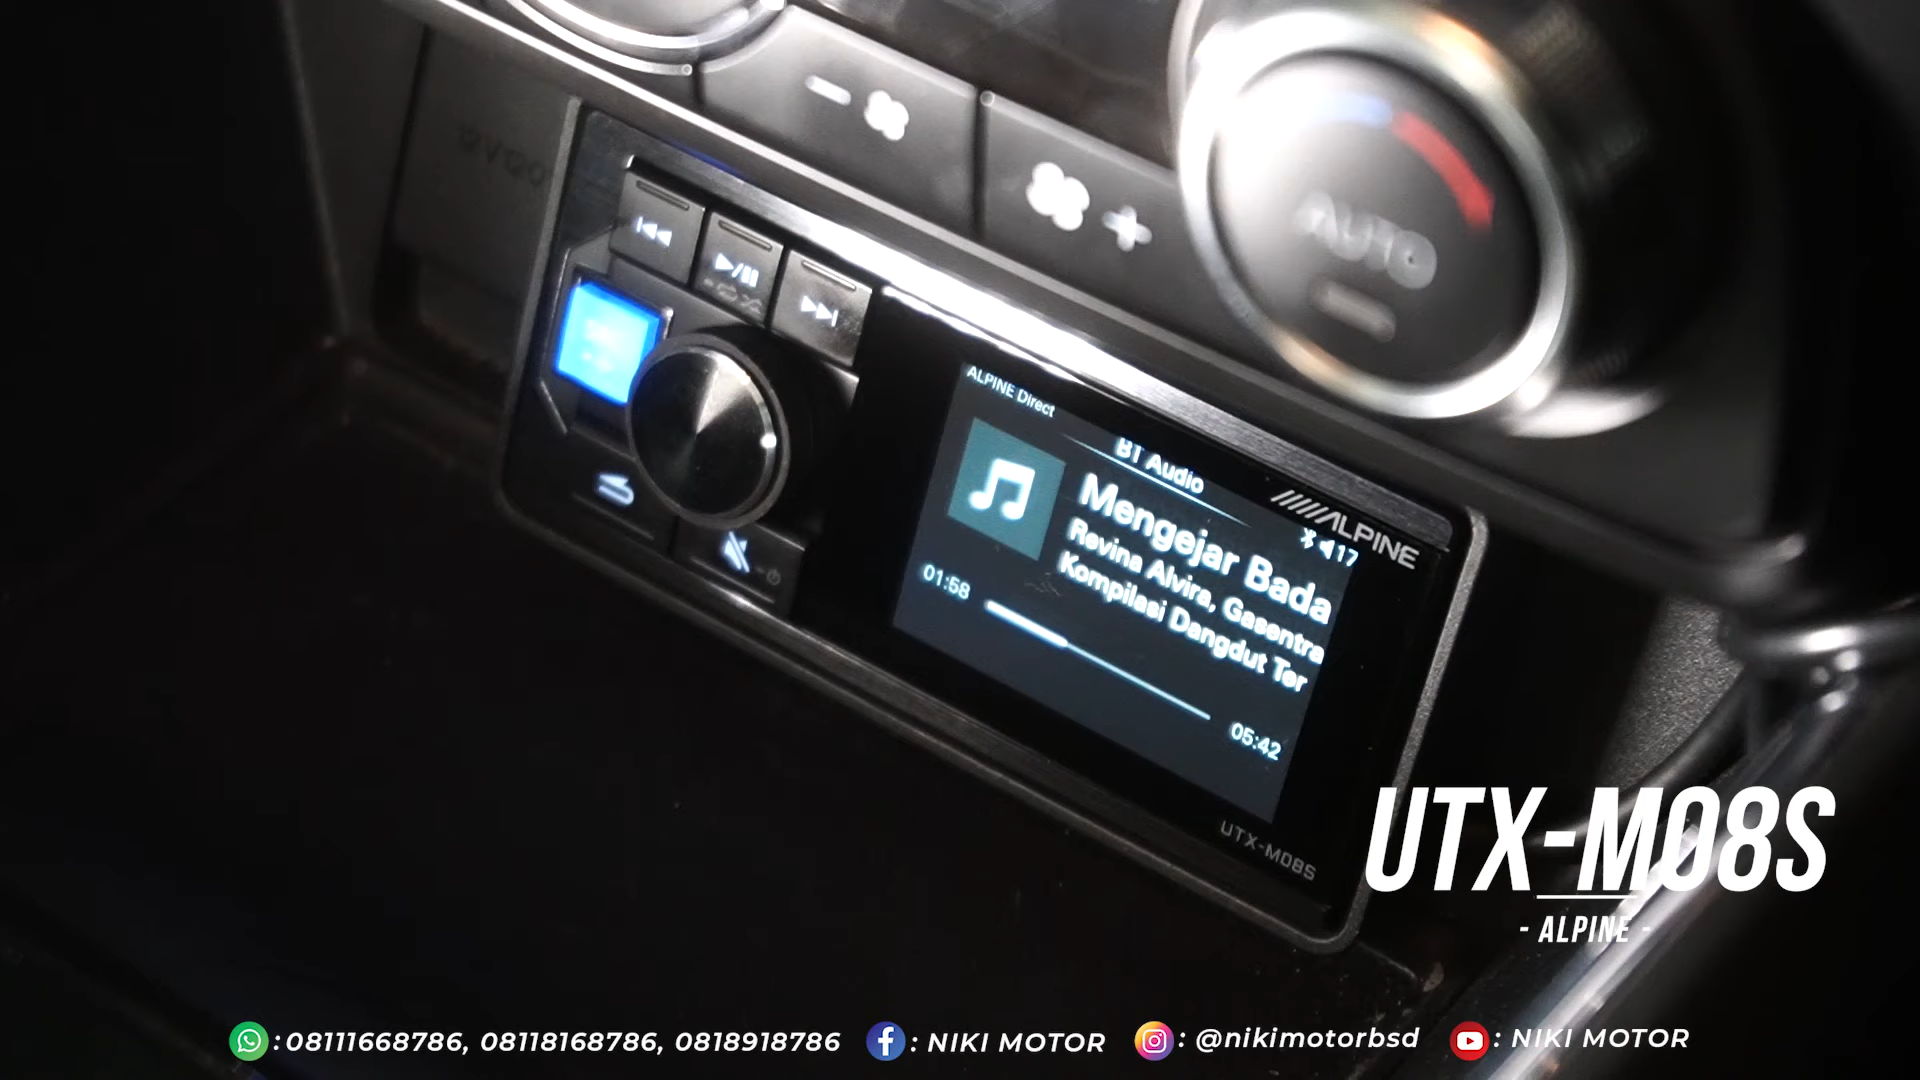 AUTO
ALPINE Direct
BT Audio
ALPINE
17
Mengejar Bada
Revina Alvira, Gasentra
Kompilasi Dangdut Ter
01:58
05:42
UTX-M08S
UTX-M08S
- ALPINE -
: 08111668786, 08118168786, 0818918786
: NIKI MOTOR
: @nikimotorbsd
: NIKI MOTOR